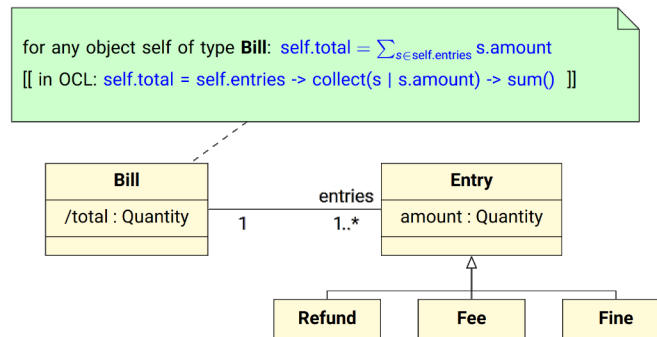 for any object self of type Bill: self.total = ∑s∈self.entries s.amount
[[ in OCL: self.total = self.entries -> collect(s | s.amount) -> sum() ]]
Bill
/total : Quantity
1
entries
1..*
Entry
amount : Quantity
Refund
Fee
Fine